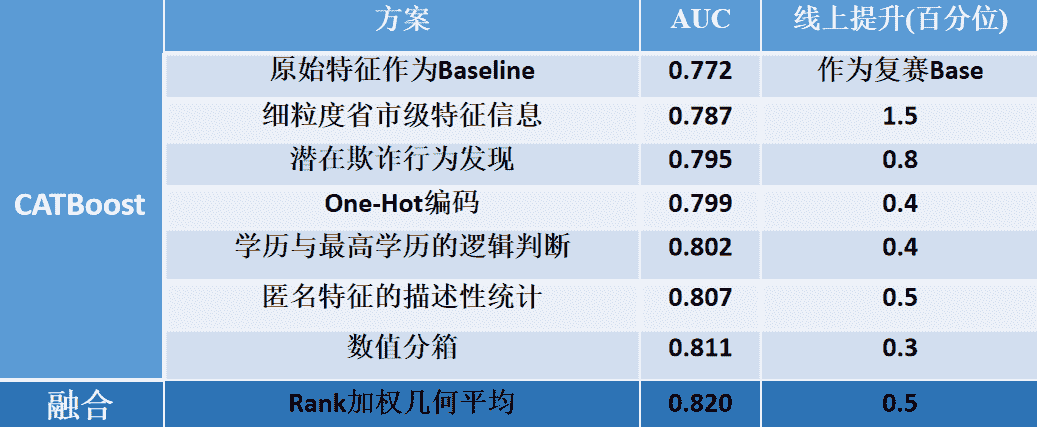 方案 AUC 线上提升(百分位)
原始特征作为Baseline 0.772 作为复赛Base
细粒度省市级特征信息 0.787 1.5
潜在欺诈行为发现 0.795 0.8
CATBoost One-Hot编码 0.799 0.4
学历与最高学历的逻辑判断 0.802 0.4
匿名特征的描述性统计 0.807 0.5
数值分箱 0.811 0.3
融合 Rank加权几何平均 0.820 0.5